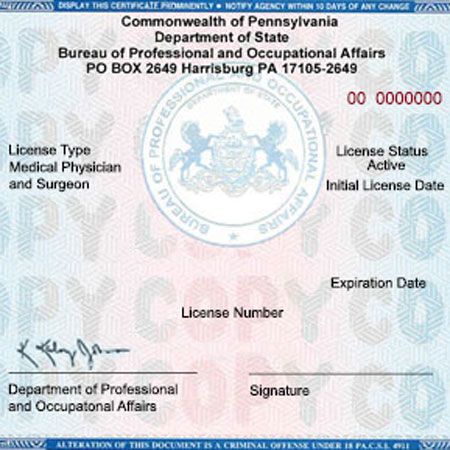 DISPLAY THIS CERTIFICATE PROMINENTLY • NOTIFY AGENCY WITHIN 10 DAYS OF ANY CHANGE
Commonwealth of Pennsylvania
Department of State
Bureau of Professional and Occupational Affairs
PO BOX 2649 Harrisburg PA 17105-2649
00 0000000
BUREAU OF PROFESSIONAL AND OCCUPATIONAL AFFAIRS
DEPARTMENT OF STATE
License Type
Medical Physician
and Surgeon
License Status
Active
Initial License Date
Expiration Date
License Number
Department of Professional
and Occupatonal Affairs
Signature
COPY COPY
ALTERATION OF THIS DOCUMENT IS A CRIMINAL OFFENSE UNDER 18 PA.C.S. 4911